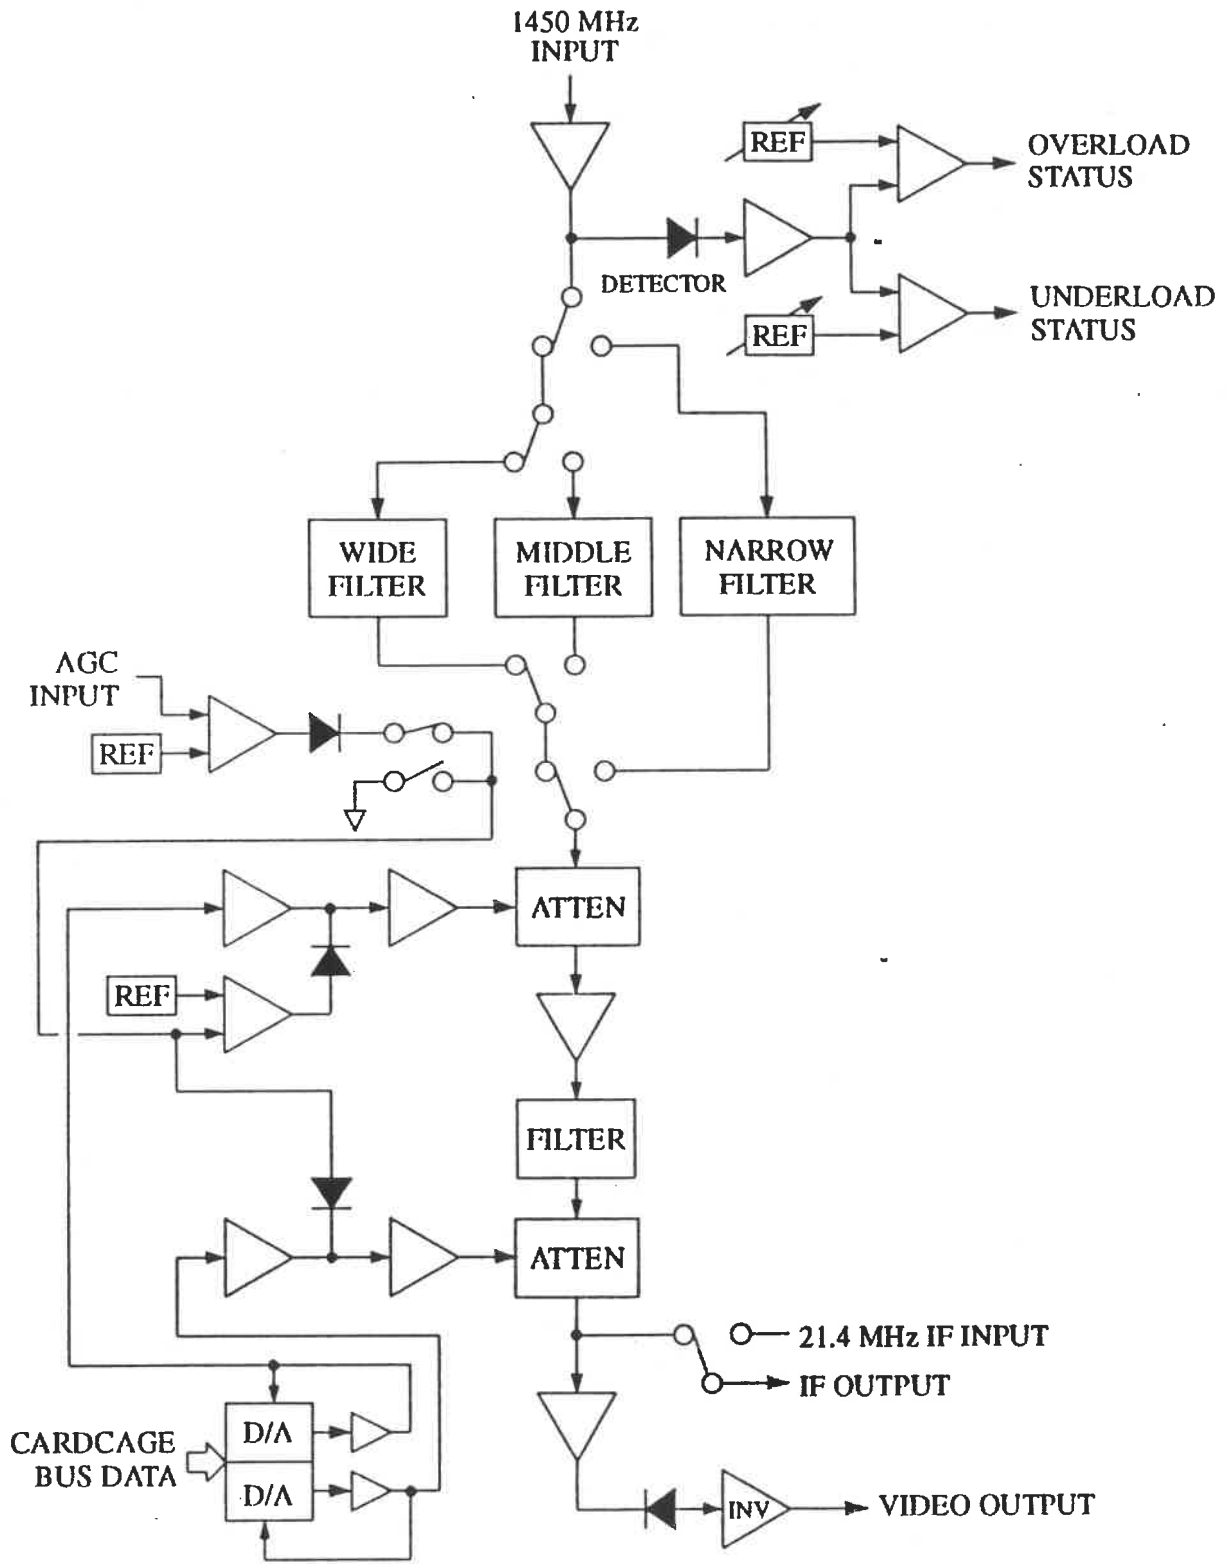 1450 MHz
INPUT
REF
OVERLOAD
STATUS
DETECTOR
REF
UNDERLOAD
STATUS
WIDE
FILTER
MIDDLE
FILTER
NARROW
FILTER
AGC
INPUT
REF
ATTEN
REF
FILTER
ATTEN
21.4 MHz IF INPUT
IF OUTPUT
CARDCAGE
BUS DATA
D/A
D/A
INV
VIDEO OUTPUT